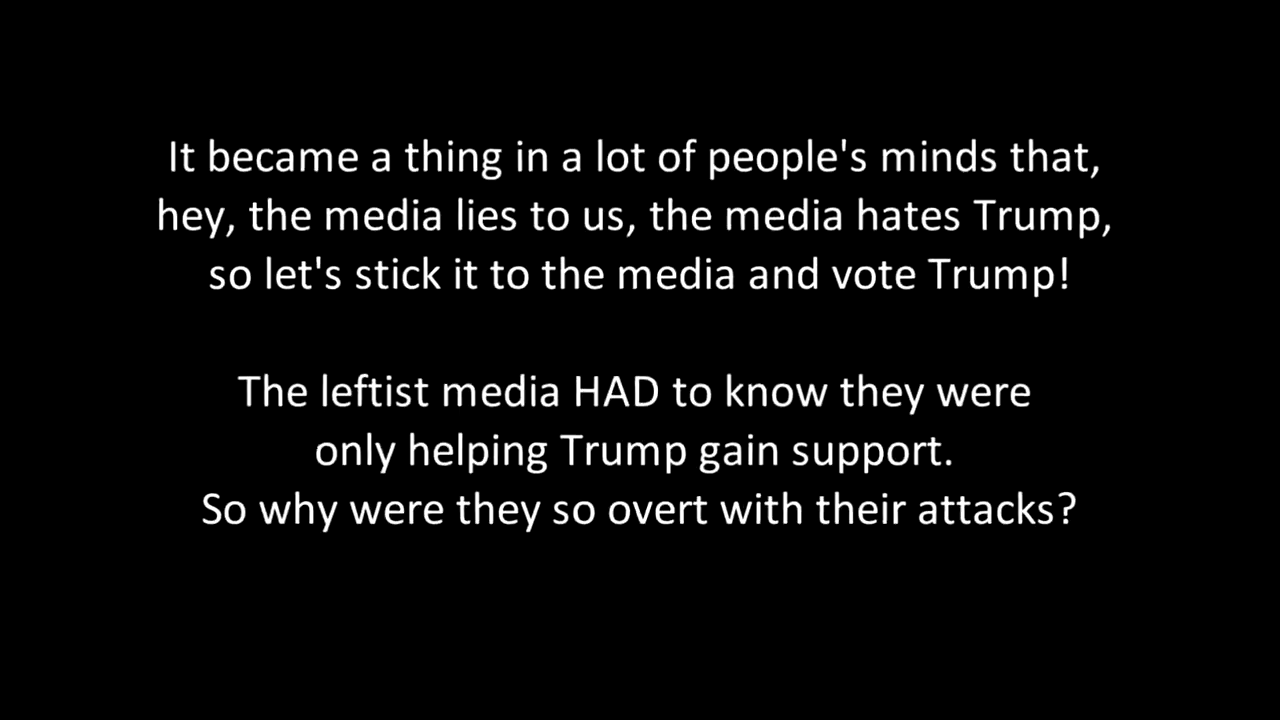 It became a thing in a lot of people's minds that,
hey, the media lies to us, the media hates Trump,
so let's stick it to the media and vote Trump!
The leftist media HAD to know they were
only helping Trump gain support.
So why were they so overt with their attacks?